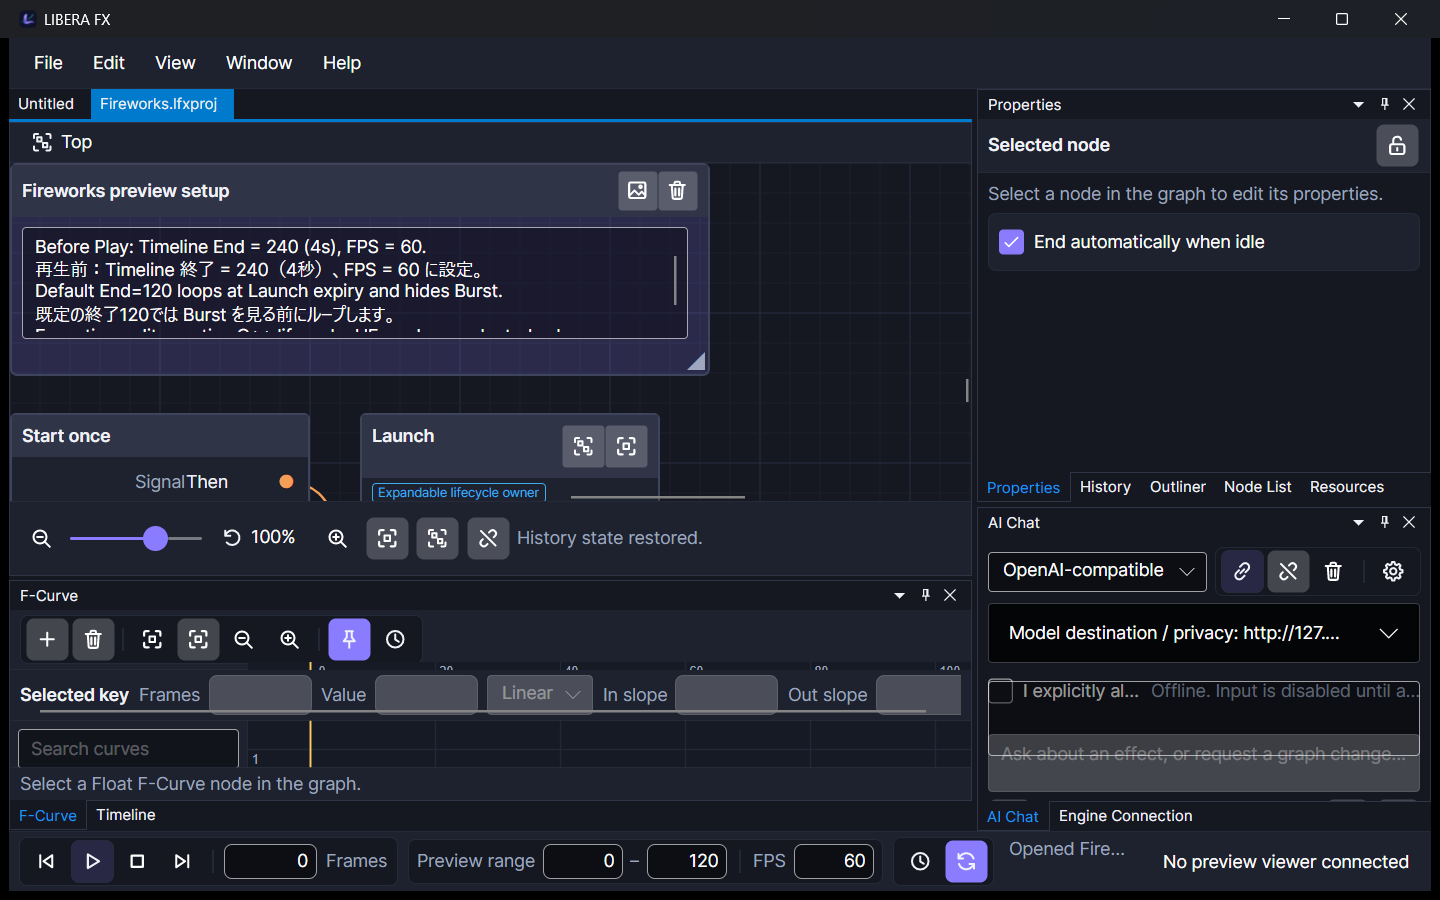 LIBERA FX
File Edit View Window Help
Untitled Fireworks.lfxproj
Top
Fireworks preview setup
Before Play: Timeline End = 240 (4s), FPS = 60.
再生前：Timeline 終了 = 240（4秒）、FPS = 60 に設定。
Default End=120 loops at Launch expiry and hides Burst.
既定の終了120では Burst を見る前にループします。
Start once
SignalThen
Launch
Expandable lifecycle owner
100%
History state restored.
F-Curve
0 20 40 60 80 100
Selected key Frames Value Linear In slope Out slope
Search curves
1
Select a Float F-Curve node in the graph.
F-Curve Timeline
Properties
Selected node
Select a node in the graph to edit its properties.
End automatically when idle
Properties History Outliner Node List Resources
AI Chat
OpenAI-compatible
Model destination / privacy: http://127....
I explicitly al... Offline. Input is disabled until a...
Ask about an effect, or request a graph change...
AI Chat Engine Connection
0 Frames Preview range 0 – 120 FPS 60
Opened Fire...
No preview viewer connected